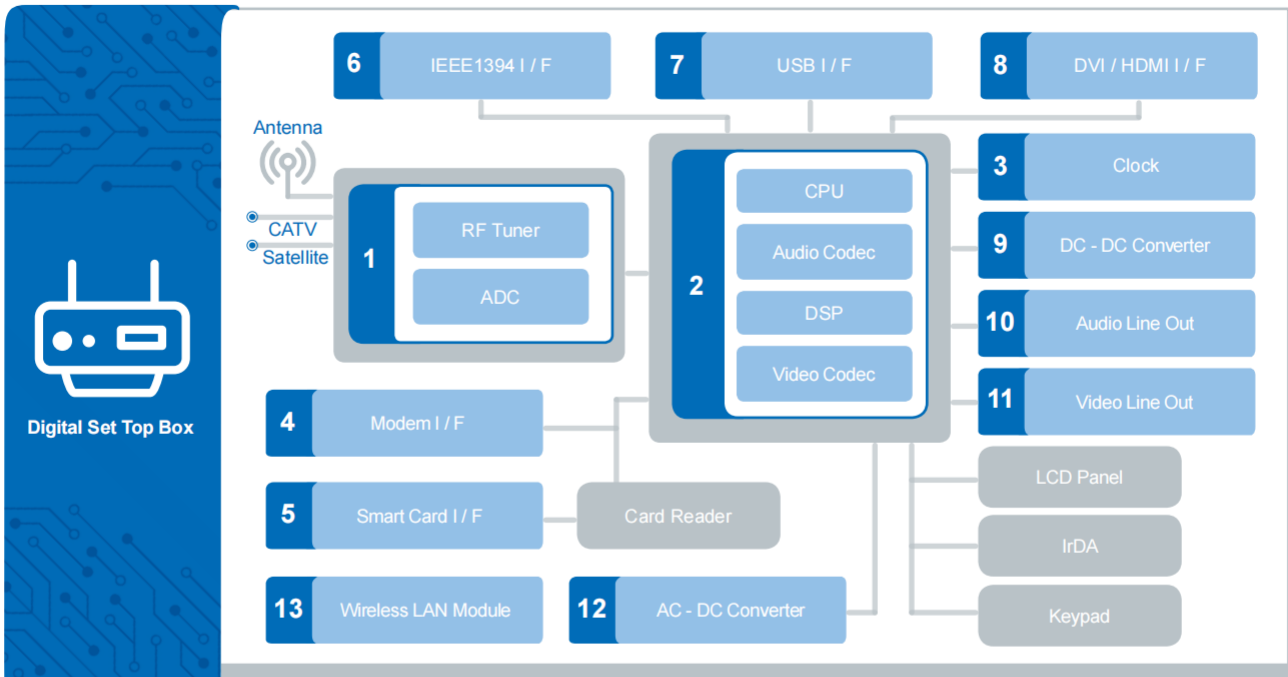 6
IEEE1394 I / F
7
USB I / F
8
DVI / HDMI I / F
Antenna
CATV
Satellite
1
RF Tuner
ADC
2
CPU
Audio Codec
DSP
Video Codec
3
Clock
9
DC - DC Converter
10
Audio Line Out
11
Video Line Out
Digital Set Top Box
4
Modem I / F
5
Smart Card I / F
Card Reader
LCD Panel
IrDA
Keypad
13
Wireless LAN Module
12
AC - DC Converter